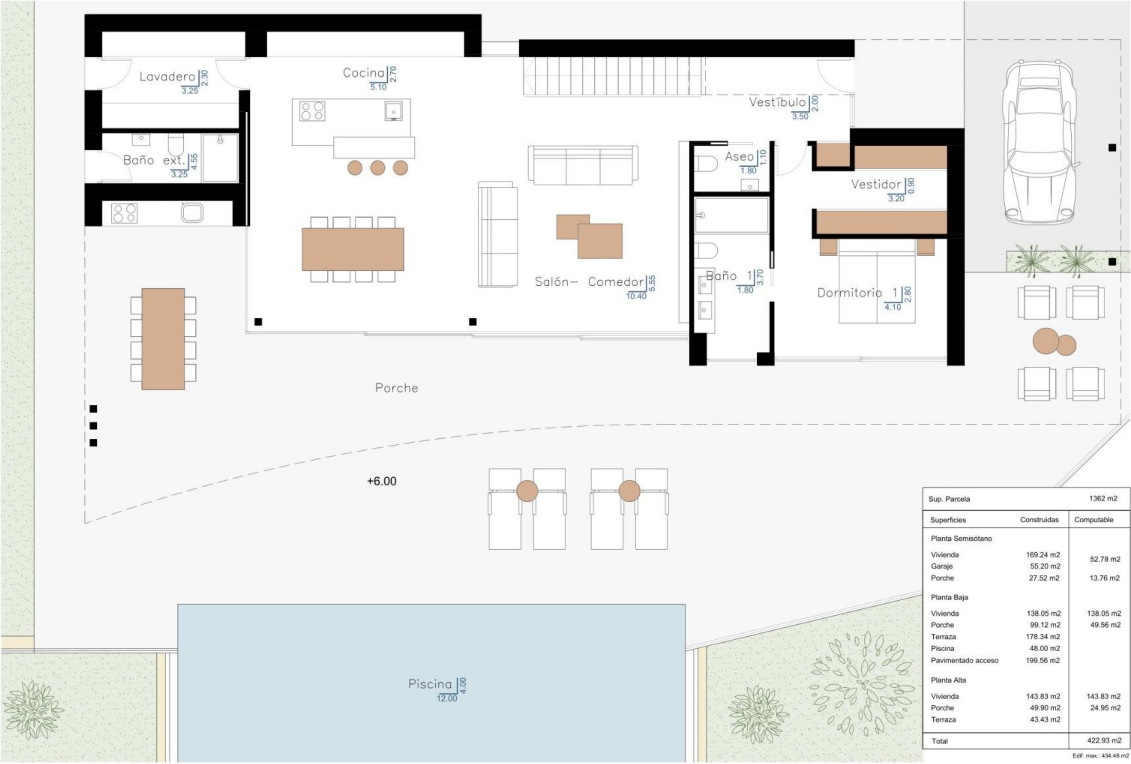 Lavadero 2.30
3.25
Cocina 2.70
5.10
Vestíbulo 2.00
3.50
Baño ext. 4.55
3.25
Aseo 1.10
1.80
Vestidor 0.90
3.20
Salón- Comedor 5.55
10.40
Baño 1 3.70
1.80
Dormitorio 1 2.80
4.10
Porche
+6.00
Piscina 4.00
12.00
Sup. Parcela 1362 m2
Superficies Construidas Computable
Planta Semisótano
Vivienda 169.24 m2 52.78 m2
Garaje 55.20 m2
Porche 27.52 m2 13.76 m2
Planta Baja
Vivienda 138.05 m2 138.05 m2
Porche 99.12 m2 49.56 m2
Terraza 178.34 m2
Piscina 48.00 m2
Pavimentado acceso 199.56 m2
Planta Alta
Vivienda 143.83 m2 143.83 m2
Porche 49.90 m2 24.95 m2
Terraza 43.43 m2
Total 422.93 m2
Edif. max.: 434.48 m2